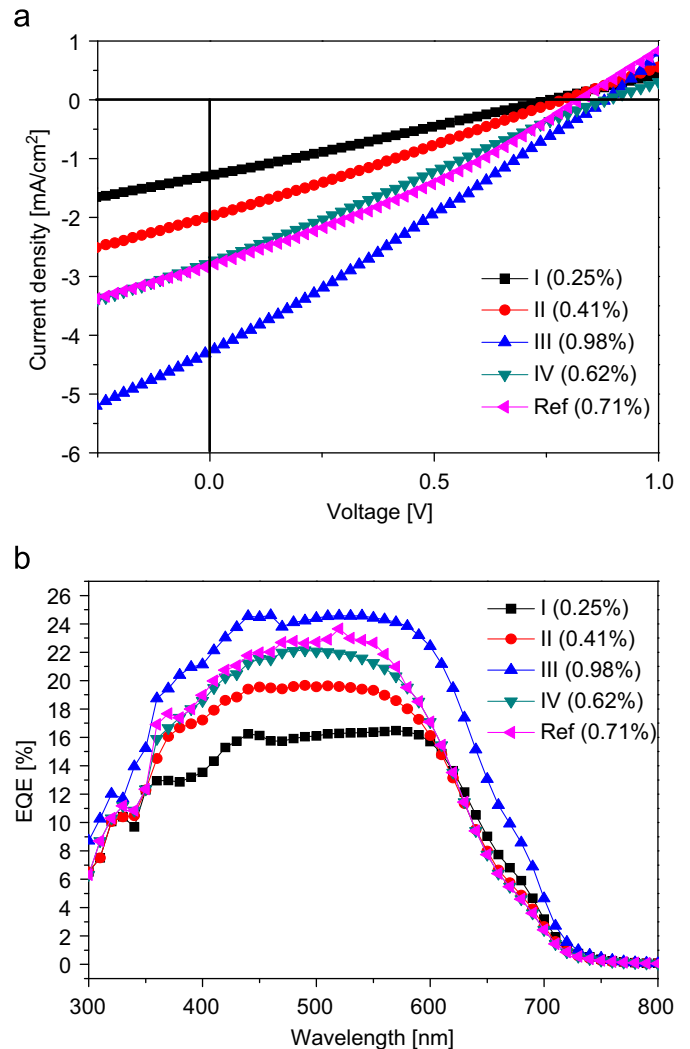 a
1
0
-1
-2
-3
-4
-5
-6
Current density [mA/cm²]
I (0.25%)
II (0.41%)
III (0.98%)
IV (0.62%)
Ref (0.71%)
0.0 0.5 1.0
Voltage [V]
b
26
24
22
20
18
16
14
12
10
8
6
4
2
0
EQE [%]
I (0.25%)
II (0.41%)
III (0.98%)
IV (0.62%)
Ref (0.71%)
300 400 500 600 700 800
Wavelength [nm]